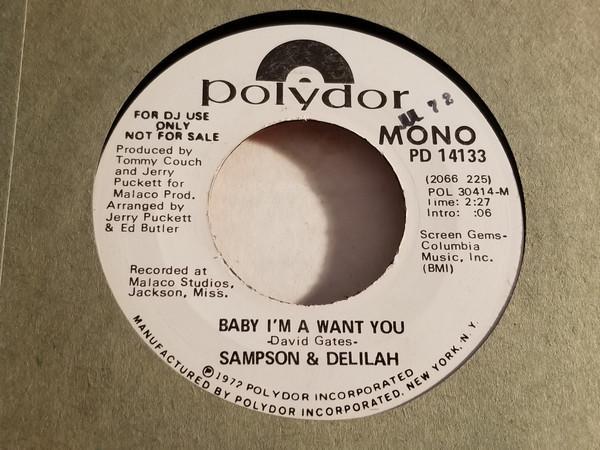 polydor
72
FOR DJ USE
ONLY
NOT FOR SALE
MONO
PD 14133
Produced by
Tommy Couch
and Jerry
Puckett for
Malaco Prod.
Arranged by
Jerry Puckett
& Ed Butler
(2066 225)
POL 30414-M
Time: 2:27
Intro: :06
Screen Gems-
Columbia
Music, Inc.
(BMI)
Recorded at
Malaco Studios,
Jackson, Miss.
BABY I'M A WANT YOU
-David Gates-
SAMPSON & DELILAH
℗1972 POLYDOR INCORPORATED
MANUFACTURED BY POLYDOR INCORPORATED, NEW YORK, N. Y.